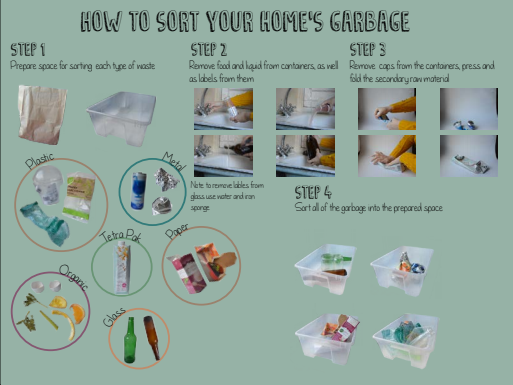 HOW TO SORT YOUR HOME'S GARBAGE
STEP 1
Prepare space for sorting each type of waste
STEP 2
Remove food and liquid from containers, as well
as labels from them
STEP 3
Remove caps from the containers, press and
fold the secondary raw material
Note: to remove lables from
glass use water and iron
sponge.
STEP 4
Sort all of the garbage into the prepared space.
Plastic
Metal
Tetra Pak
Paper
Organic
Glass